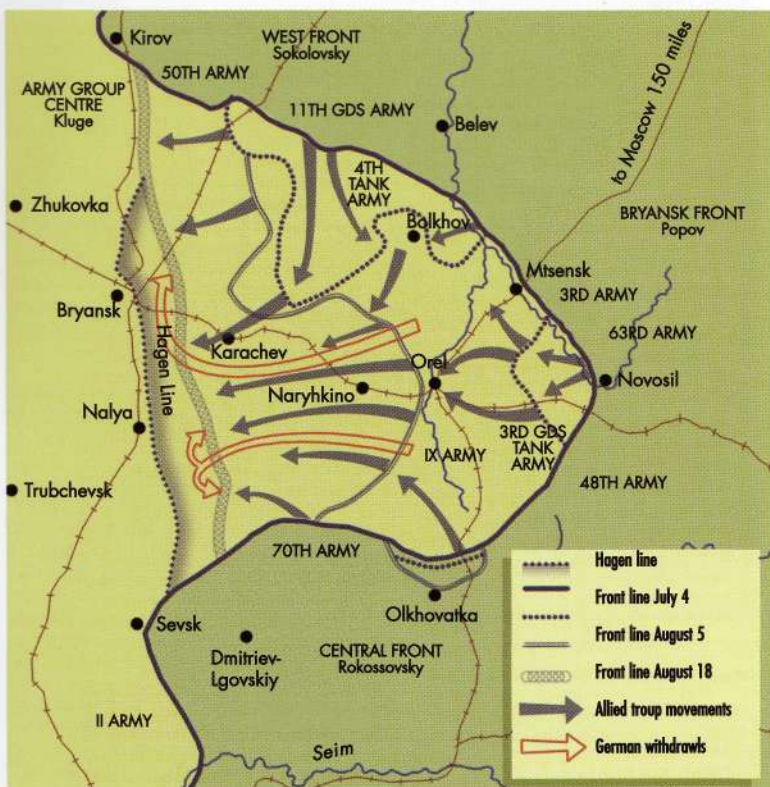 Kirov
WEST FRONT
Sokolovsky
50TH ARMY
ARMY GROUP
CENTRE
Kluge
11TH GDS ARMY
Belev
to Moscow 150 miles
4TH
TANK
ARMY
Zhukovka
Bolkhov
BRYANSK FRONT
Popov
Mtsensk
3RD ARMY
Bryansk
63RD ARMY
Hagen Line
Karachev
Orel
Novosil
Naryhkino
Nalya
3RD GDS
TANK
ARMY
IX ARMY
48TH ARMY
Trubchevsk
70TH ARMY
Olkhovatka
Sevsk
Dmitriev-
Lgovskiy
CENTRAL FRONT
Rokossovsky
II ARMY
Seim
Hagen line
Front line July 4
Front line August 5
Front line August 18
Allied troup movements
German withdrawls